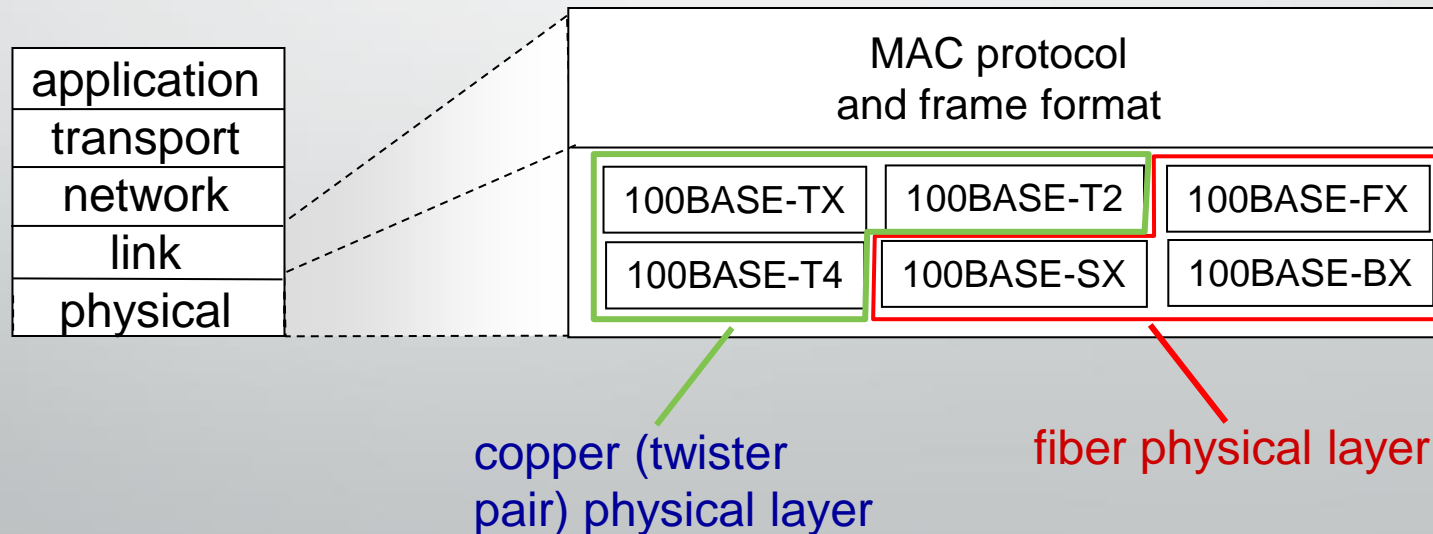 application
transport
network
link
physical
MAC protocol
and frame format
100BASE-TX
100BASE-T2
100BASE-FX
100BASE-T4
100BASE-SX
100BASE-BX
copper (twister
pair) physical layer
fiber physical layer